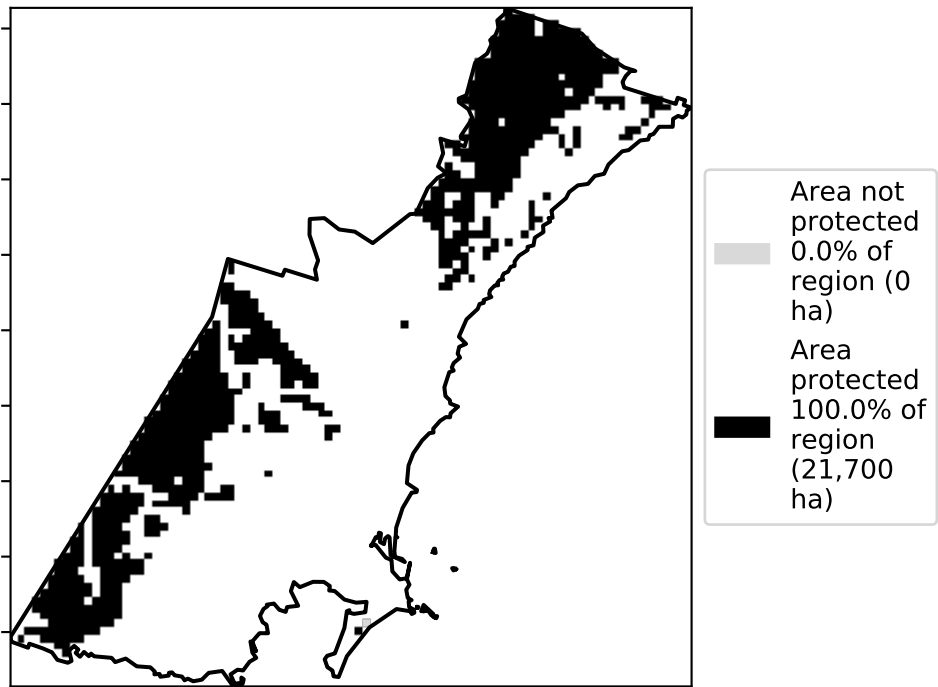 Area not
protected
0.0% of
region (0
ha)
Area
protected
100.0% of
region
(21,700
ha)